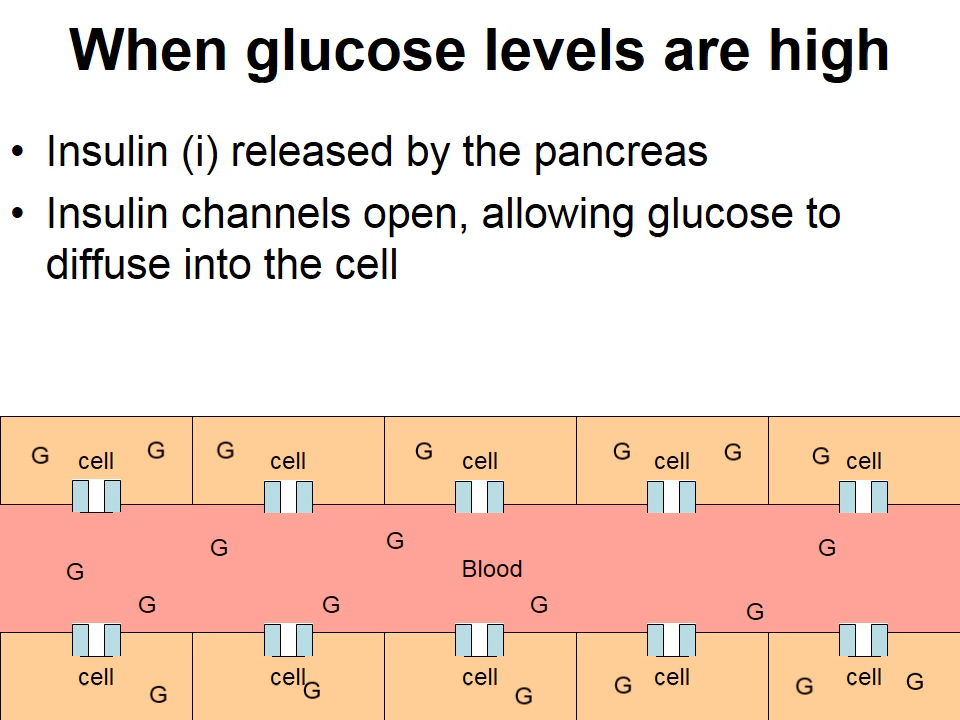 When glucose levels are high
• Insulin (i) released by the pancreas
• Insulin channels open, allowing glucose to
diffuse into the cell
G cell G G cell G cell G cell G G cell
G G G Blood G
G G G G
cell cell cell cell cell
G G G G G G